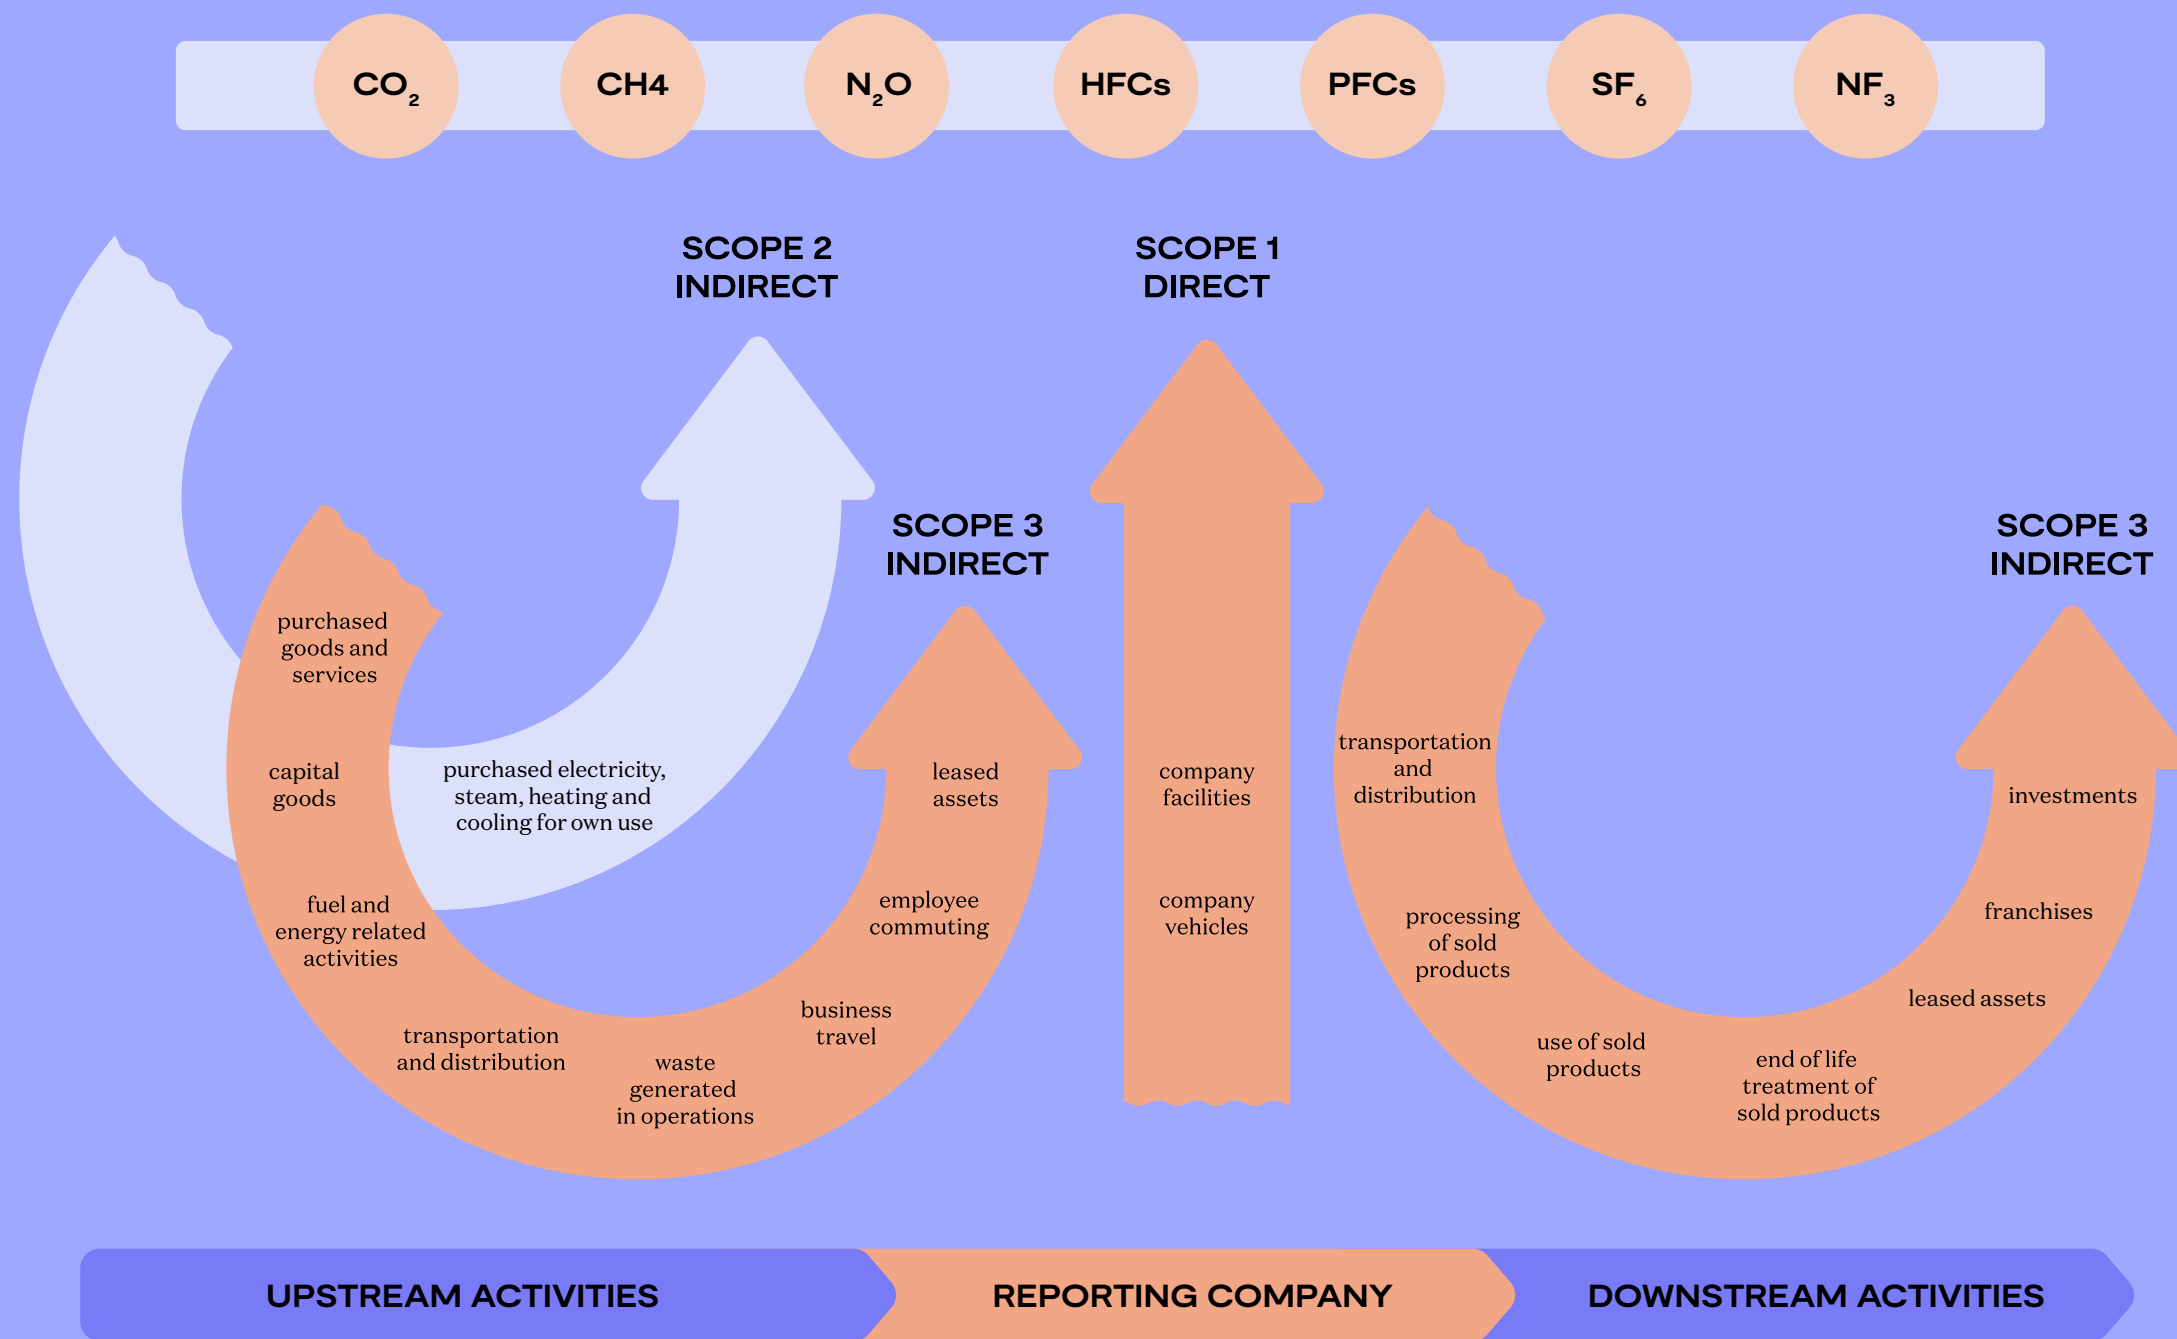 CO₂
CH4
N₂O
HFCs
PFCs
SF₆
NF₃
SCOPE 2
INDIRECT
SCOPE 1
DIRECT
SCOPE 3
INDIRECT
SCOPE 3
INDIRECT
purchased
goods and
services
capital
goods
fuel and
energy related
activities
transportation
and distribution
waste
generated
in operations
business
travel
employee
commuting
leased
assets
purchased electricity,
steam, heating and
cooling for own use
company
facilities
company
vehicles
transportation
and
distribution
processing
of sold
products
use of sold
products
end of life
treatment of
sold products
leased assets
franchises
investments
UPSTREAM ACTIVITIES
REPORTING COMPANY
DOWNSTREAM ACTIVITIES